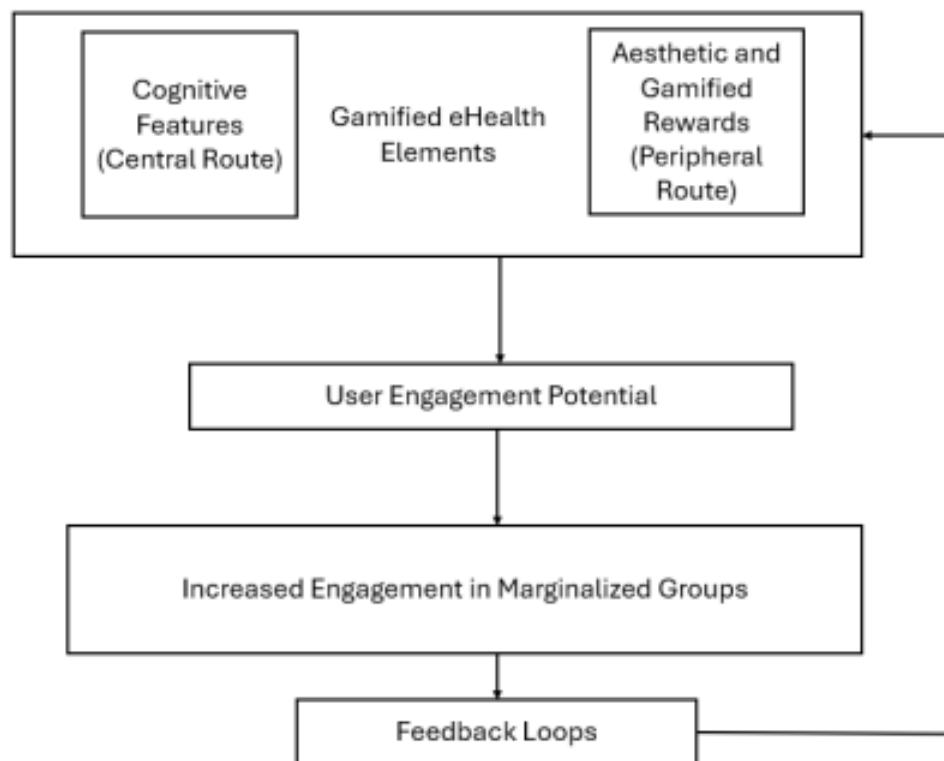 Cognitive
Features
(Central Route)
Gamified eHealth
Elements
Aesthetic and
Gamified
Rewards
(Peripheral
Route)
User Engagement Potential
Increased Engagement in Marginalized Groups
Feedback Loops